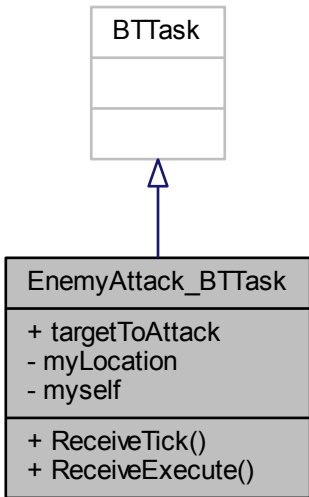 BTTask
EnemyAttack_BTTask
+ targetToAttack
- myLocation
- myself
+ ReceiveTick()
+ ReceiveExecute()